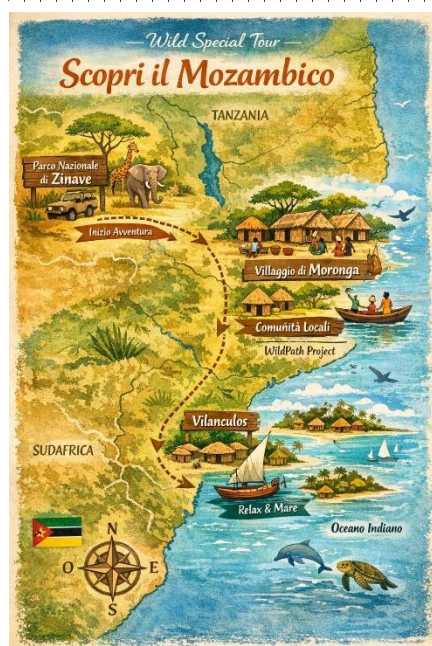 Wild Special Tour
Scopri il Mozambico
TANZANIA
Parco Nazionale
di Zinave
Inizio Avventura
Villaggio di Moronga
Comuñità Locali
WildPath Project
Vilanculos
SUDAFRICA
Relax & Mare
Oceano Indiano
N
O
E
S